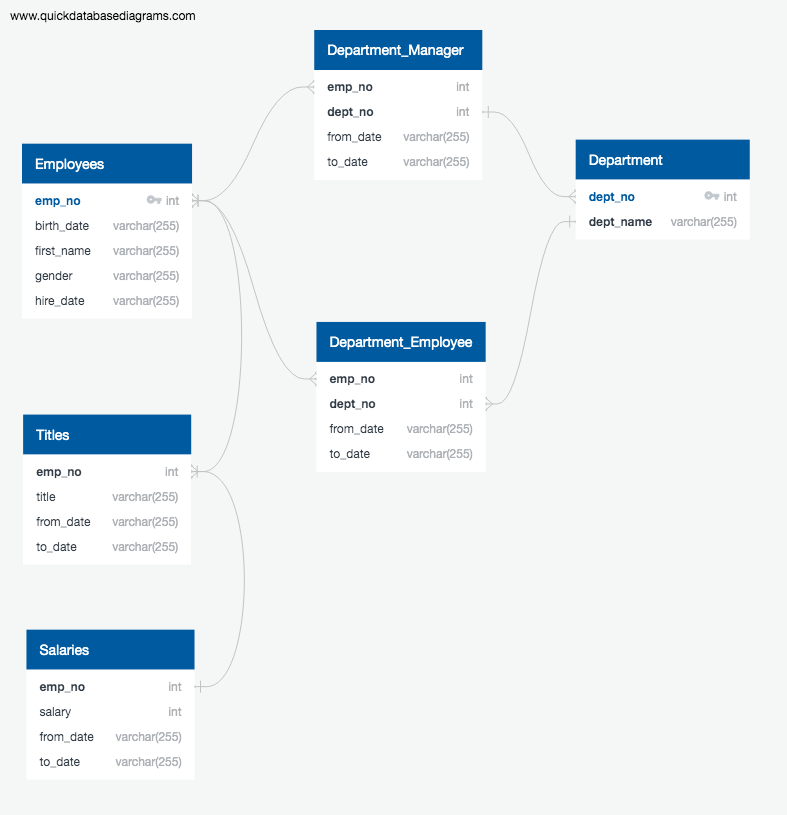 www.quickdatabasediagrams.com
Department_Manager
emp_no int
dept_no int
from_date varchar(255)
to_date varchar(255)
Employees
emp_no int
birth_date varchar(255)
first_name varchar(255)
gender varchar(255)
hire_date varchar(255)
Department
dept_no int
dept_name varchar(255)
Department_Employee
emp_no int
dept_no int
from_date varchar(255)
to_date varchar(255)
Titles
emp_no int
title varchar(255)
from_date varchar(255)
to_date varchar(255)
Salaries
emp_no int
salary int
from_date varchar(255)
to_date varchar(255)